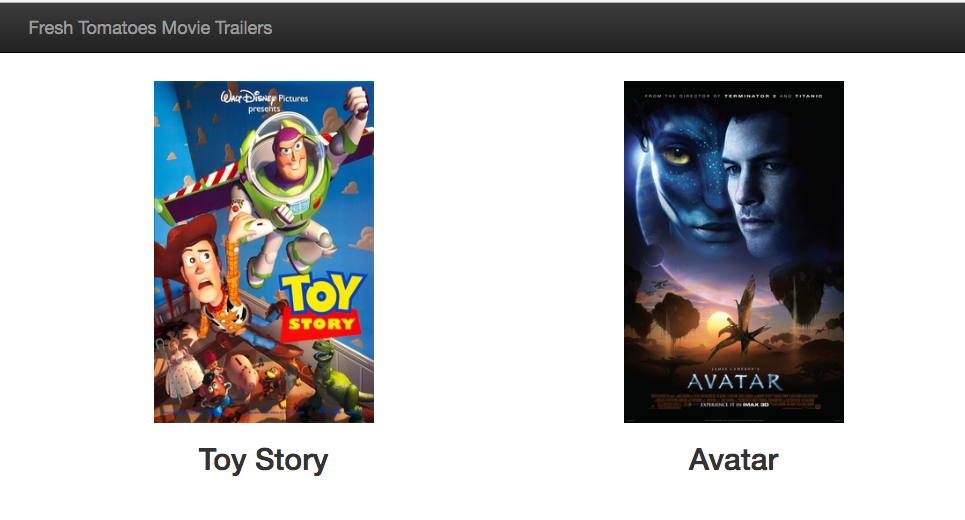 Fresh Tomatoes Movie Trailers
Walt Disney Pictures
presents
TOY
STORY
FROM THE DIRECTOR OF TERMINATOR 2 AND TITANIC
JAMES CAMERON'S
AVATAR
EXPERIENCE IT IN IMAX 3D
Toy Story
Avatar